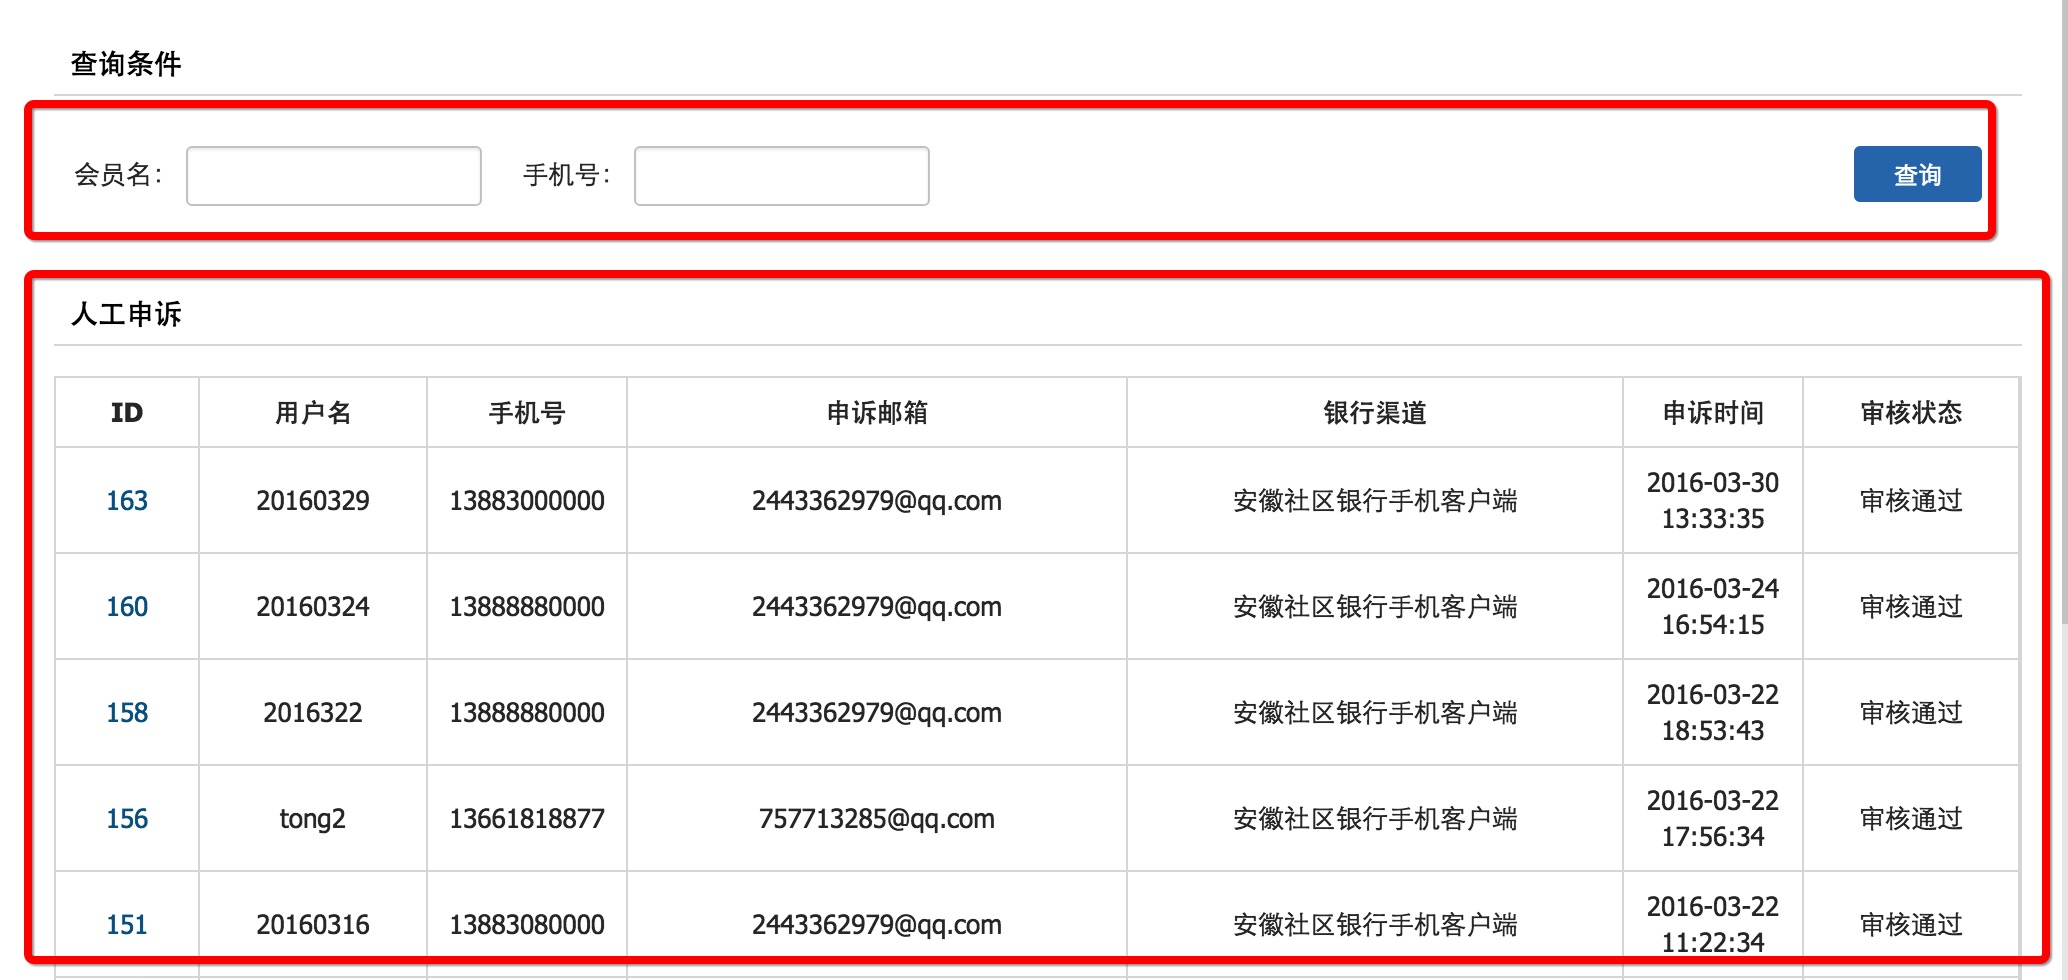 查询条件
会员名： 手机号： 查询
人工申诉
ID 用户名 手机号 申诉邮箱 银行渠道 申诉时间 审核状态
163 20160329 13883000000 2443362979@qq.com 安徽社区银行手机客户端 2016-03-30 13:33:35 审核通过
160 20160324 13888880000 2443362979@qq.com 安徽社区银行手机客户端 2016-03-24 16:54:15 审核通过
158 2016322 13888880000 2443362979@qq.com 安徽社区银行手机客户端 2016-03-22 18:53:43 审核通过
156 tong2 13661818877 757713285@qq.com 安徽社区银行手机客户端 2016-03-22 17:56:34 审核通过
151 20160316 13883080000 2443362979@qq.com 安徽社区银行手机客户端 2016-03-22 11:22:34 审核通过